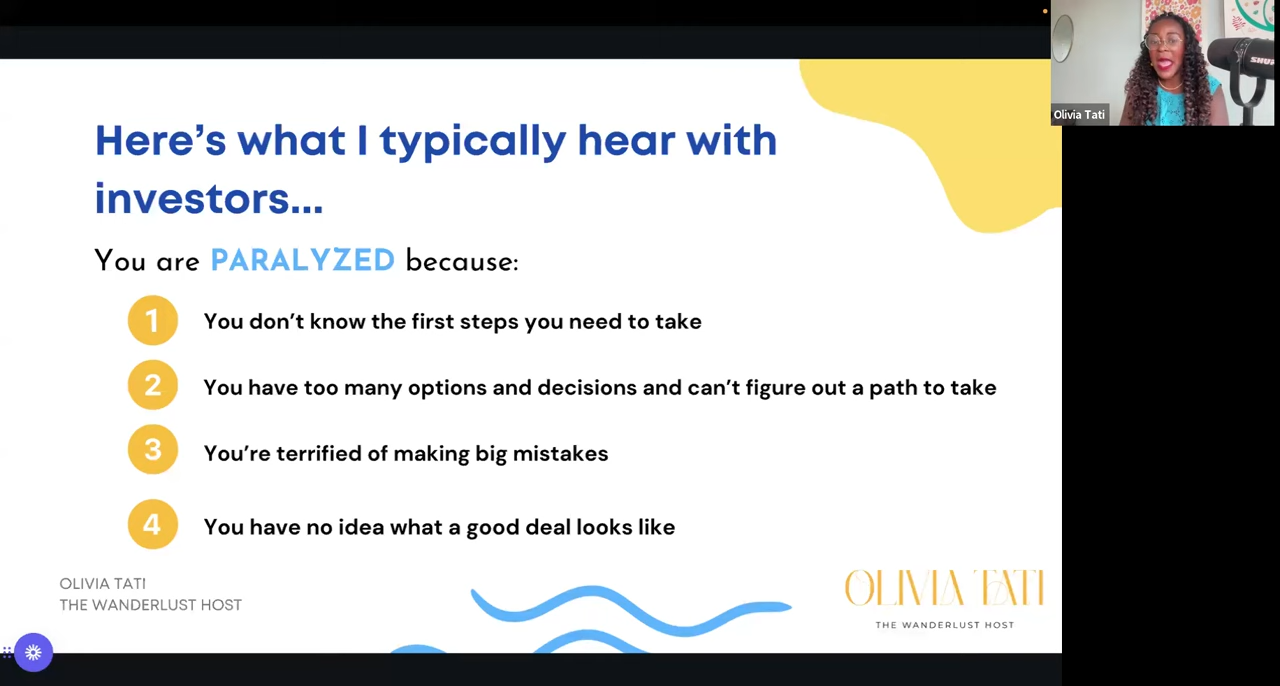 Here's what I typically hear with
investors...
You are PARALYZED because:
1 You don't know the first steps you need to take
2 You have too many options and decisions and can't figure out a path to take
3 You're terrified of making big mistakes
4 You have no idea what a good deal looks like
OLIVIA TATI
THE WANDERLUST HOST
OLIVIA TATI
THE WANDERLUST HOST
Olivia Tati
SHURE